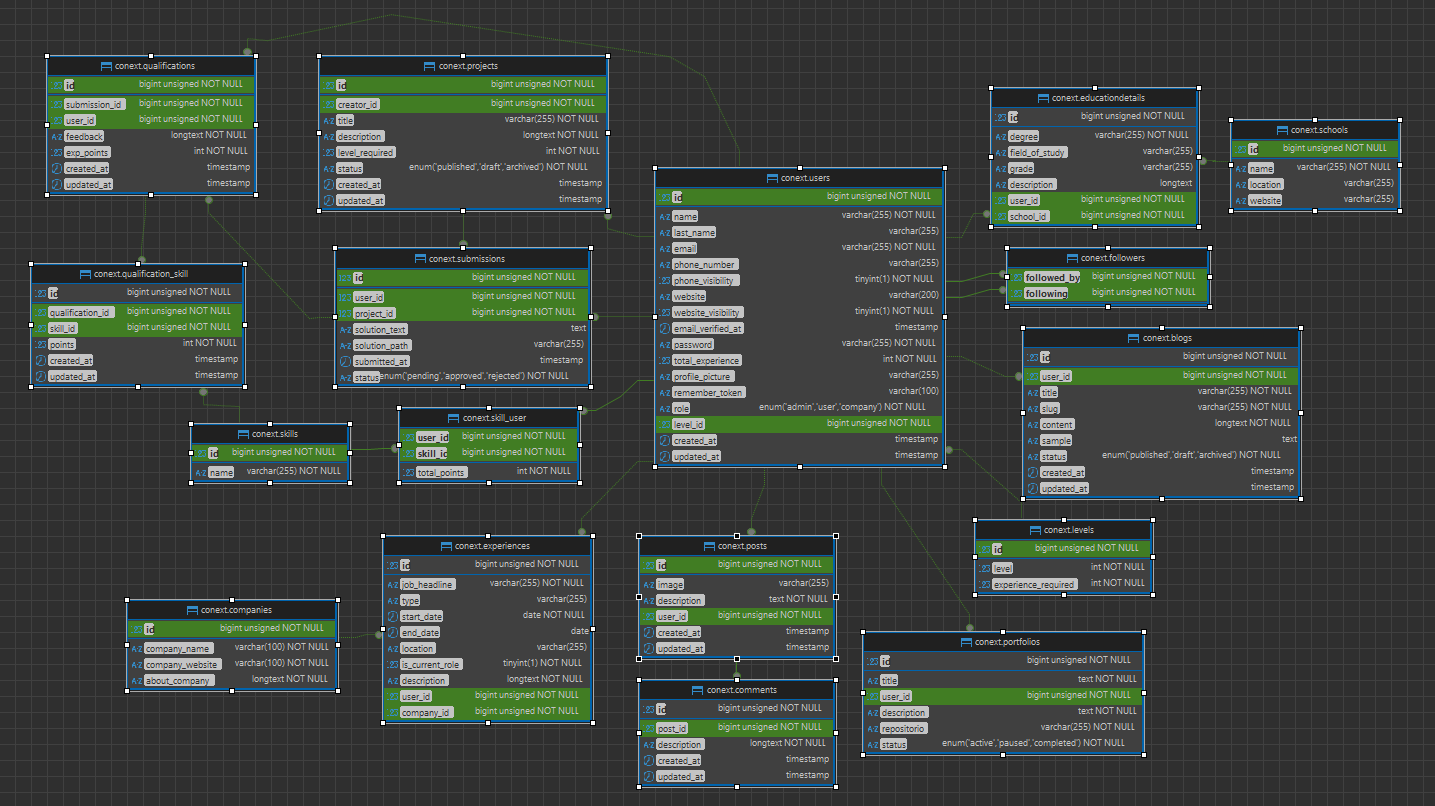 conext.qualifications
id bigint unsigned NOT NULL
submission_id bigint unsigned NOT NULL
user_id bigint unsigned NOT NULL
feedback longtext NOT NULL
exp_points int NOT NULL
created_at timestamp
updated_at timestamp
conext.projects
id bigint unsigned NOT NULL
creator_id bigint unsigned NOT NULL
title varchar(255) NOT NULL
description longtext NOT NULL
level_required int NOT NULL
status enum('published','draft','archived') NOT NULL
created_at timestamp
updated_at timestamp
conext.educationdetails
id bigint unsigned NOT NULL
degree varchar(255) NOT NULL
field_of_study varchar(255)
grade varchar(255)
description longtext
user_id bigint unsigned NOT NULL
school_id bigint unsigned NOT NULL
conext.schools
id bigint unsigned NOT NULL
name varchar(255) NOT NULL
location varchar(255)
website varchar(255)
conext.users
id bigint unsigned NOT NULL
name varchar(255) NOT NULL
last_name varchar(255)
email varchar(255) NOT NULL
phone_number varchar(255)
phone_visibility tinyint(1) NOT NULL
website varchar(200)
website_visibility tinyint(1) NOT NULL
email_verified_at timestamp
password varchar(255) NOT NULL
total_experience int NOT NULL
profile_picture varchar(255)
remember_token varchar(100)
role enum('admin','user','company') NOT NULL
level_id bigint unsigned NOT NULL
created_at timestamp
updated_at timestamp
conext.followers
followed_by bigint unsigned NOT NULL
following bigint unsigned NOT NULL
conext.qualification_skill
id bigint unsigned NOT NULL
qualification_id bigint unsigned NOT NULL
skill_id bigint unsigned NOT NULL
points int NOT NULL
created_at timestamp
updated_at timestamp
conext.submissions
id bigint unsigned NOT NULL
user_id bigint unsigned NOT NULL
project_id bigint unsigned NOT NULL
solution_text text
solution_path varchar(255)
submitted_at timestamp
status enum('pending','approved','rejected') NOT NULL
conext.blogs
id bigint unsigned NOT NULL
user_id bigint unsigned NOT NULL
title varchar(255) NOT NULL
slug varchar(255) NOT NULL
content longtext NOT NULL
sample text
status enum('published','draft','archived') NOT NULL
created_at timestamp
updated_at timestamp
conext.skills
id bigint unsigned NOT NULL
name varchar(255) NOT NULL
conext.skill_user
user_id bigint unsigned NOT NULL
skill_id bigint unsigned NOT NULL
total_points int NOT NULL
conext.levels
id bigint unsigned NOT NULL
level int NOT NULL
experience_required int NOT NULL
conext.companies
id bigint unsigned NOT NULL
company_name varchar(100) NOT NULL
company_website varchar(100) NOT NULL
about_company longtext NOT NULL
conext.experiences
id bigint unsigned NOT NULL
job_headline varchar(255) NOT NULL
type varchar(255)
start_date date NOT NULL
end_date date
location varchar(255)
is_current_role tinyint(1) NOT NULL
description longtext NOT NULL
user_id bigint unsigned NOT NULL
company_id bigint unsigned NOT NULL
conext.posts
id bigint unsigned NOT NULL
image varchar(255)
description text NOT NULL
user_id bigint unsigned NOT NULL
created_at timestamp
updated_at timestamp
conext.comments
id bigint unsigned NOT NULL
post_id bigint unsigned NOT NULL
description longtext NOT NULL
created_at timestamp
updated_at timestamp
conext.portfolios
id bigint unsigned NOT NULL
title text NOT NULL
user_id bigint unsigned NOT NULL
description text NOT NULL
repositorio varchar(255) NOT NULL
status enum('active','paused','completed') NOT NULL